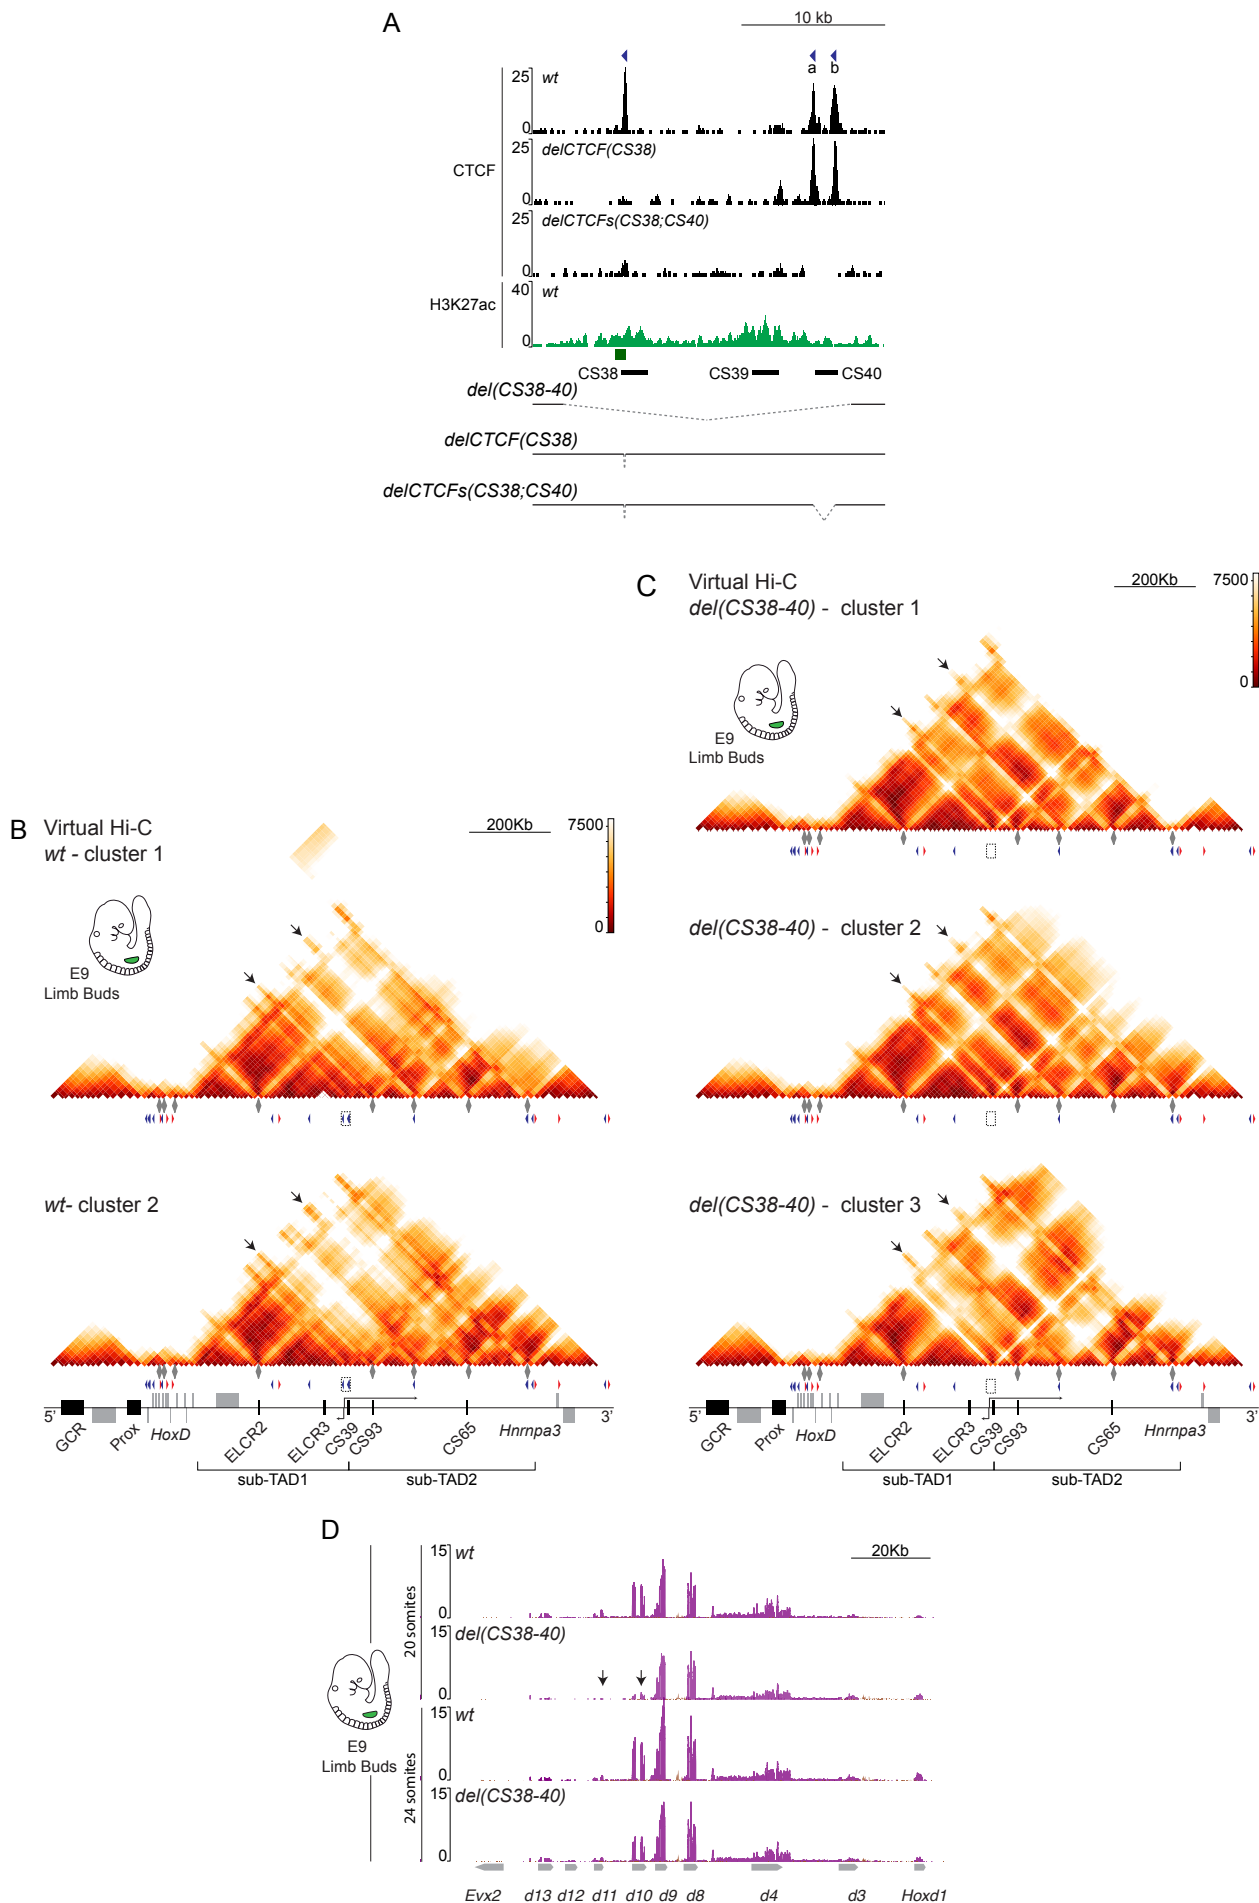 A
10 kb
a b
25
wt
0
25
delCTCF(CS38)
CTCF
0
25
delCTCFs(CS38;CS40)
0
40
wt
H3K27ac
0
CS38 CS39 CS40
del(CS38-40)
delCTCF(CS38)
delCTCFs(CS38;CS40)
C
Virtual Hi-C
del(CS38-40) - cluster 1
200Kb
7500
0
E9
Limb Buds
B
Virtual Hi-C
wt - cluster 1
200Kb
7500
0
E9
Limb Buds
del(CS38-40) - cluster 2
wt- cluster 2
del(CS38-40) - cluster 3
5' 3'
GCR Prox HoxD ELCR2 ELCR3 CS39 CS93 CS65 Hnrnpa3
sub-TAD1 sub-TAD2
5' 3'
GCR Prox HoxD ELCR2 ELCR3 CS39 CS93 CS65 Hnrnpa3
sub-TAD1 sub-TAD2
D
20Kb
15
wt
0
20 somites
15
del(CS38-40)
0
E9
Limb Buds
15
wt
0
24 somites
15
del(CS38-40)
0
Evx2 d13 d12 d11 d10 d9 d8 d4 d3 Hoxd1